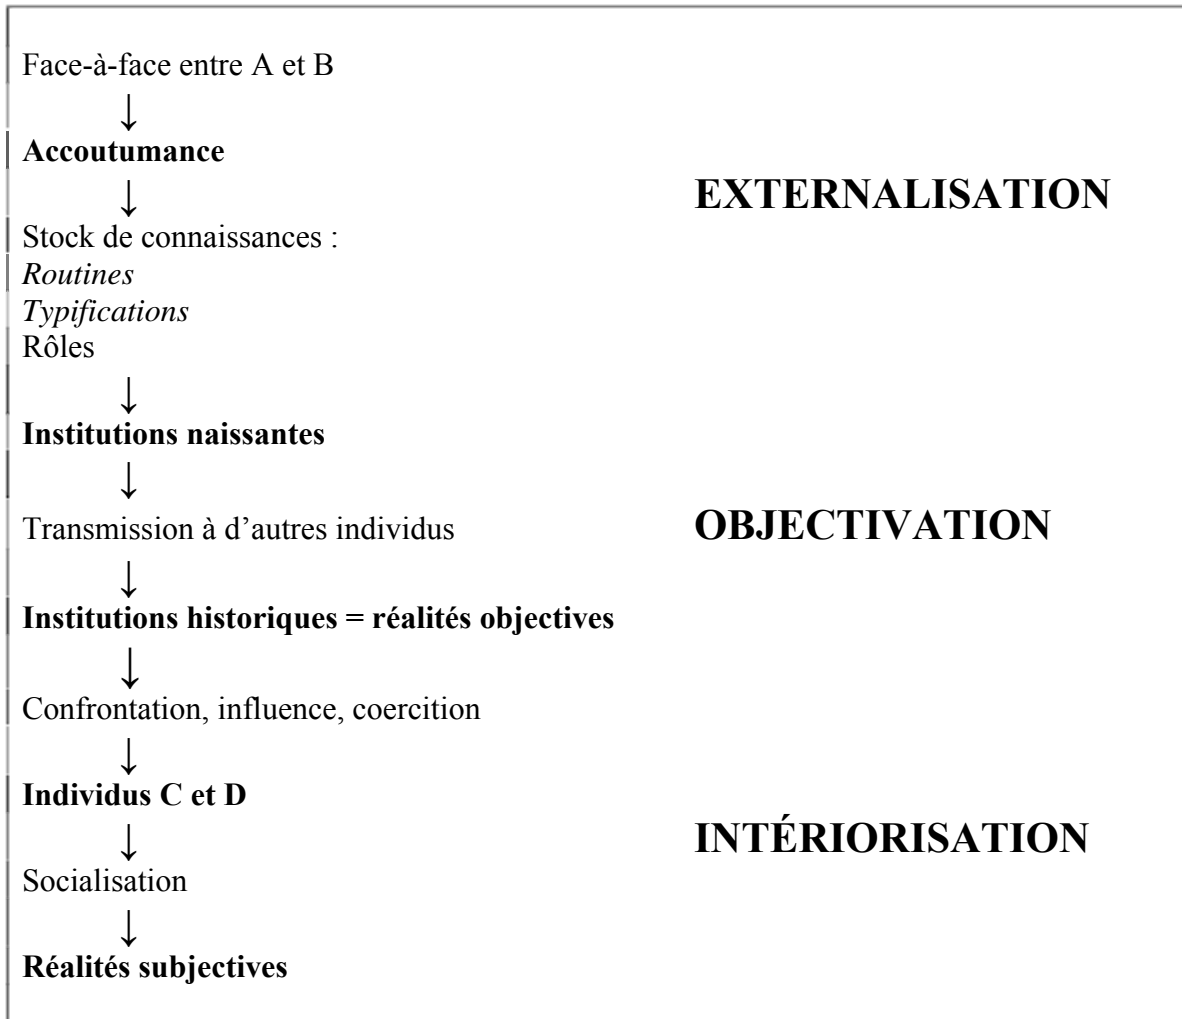 Face-à-face entre A et B
↓
Accoutumance
↓
EXTERNALISATION
Stock de connaissances :
Routines
Typifications
Rôles
↓
Institutions naissantes
↓
Transmission à d’autres individus
OBJECTIVATION
↓
Institutions historiques = réalités objectives
↓
Confrontation, influence, coercition
↓
Individus C et D
↓
INTÉRIORISATION
Socialisation
↓
Réalités subjectives